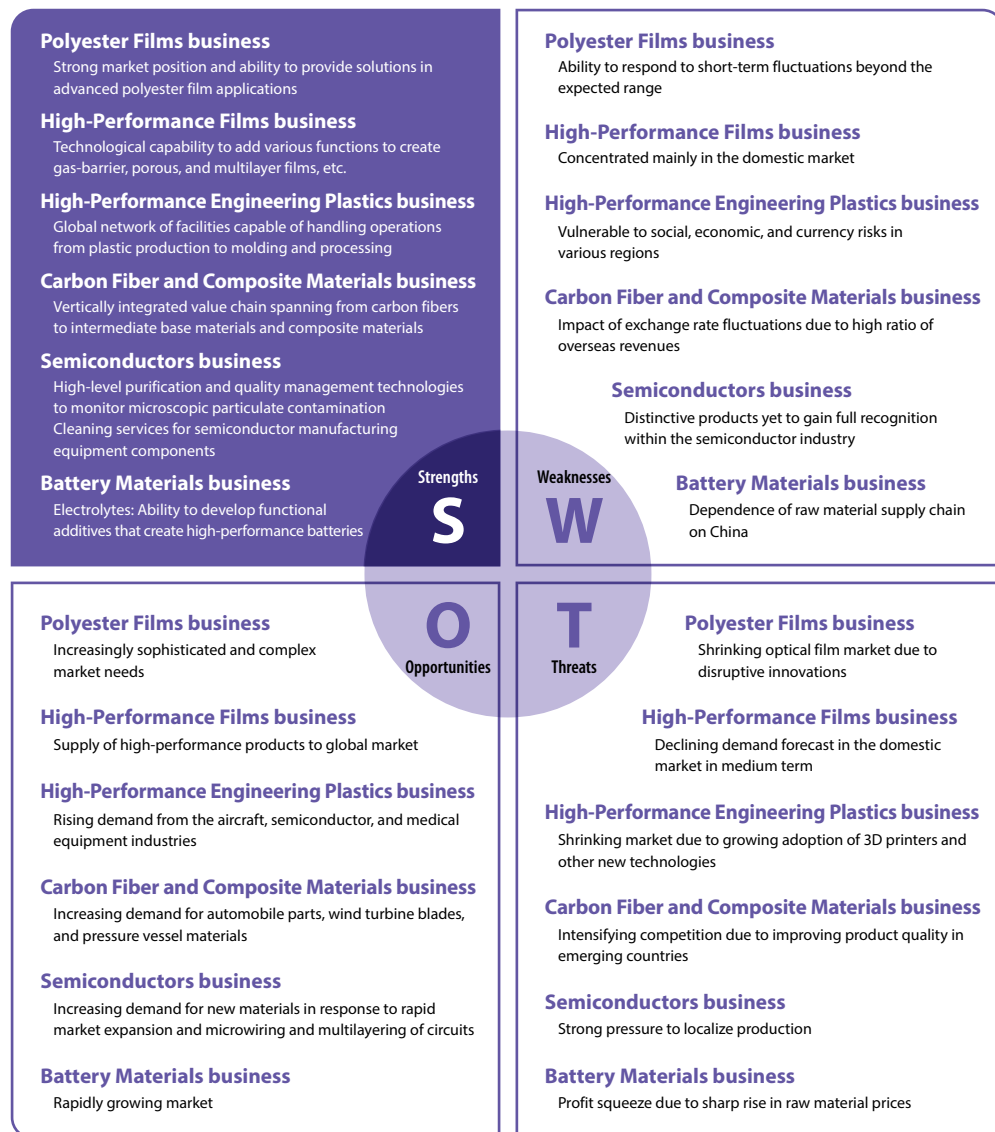 Polyester Films business
Strong market position and ability to provide solutions in
advanced polyester film applications
High-Performance Films business
Technological capability to add various functions to create
gas-barrier, porous, and multilayer films, etc.
High-Performance Engineering Plastics business
Global network of facilities capable of handling operations
from plastic production to molding and processing
Carbon Fiber and Composite Materials business
Vertically integrated value chain spanning from carbon fibers
to intermediate base materials and composite materials
Semiconductors business
High-level purification and quality management technologies
to monitor microscopic particulate contamination
Cleaning services for semiconductor manufacturing
equipment components
Battery Materials business
Electrolytes: Ability to develop functional
additives that create high-performance batteries
Strengths
S
Polyester Films business
Ability to respond to short-term fluctuations beyond the
expected range
High-Performance Films business
Concentrated mainly in the domestic market
High-Performance Engineering Plastics business
Vulnerable to social, economic, and currency risks in
various regions
Carbon Fiber and Composite Materials business
Impact of exchange rate fluctuations due to high ratio of
overseas revenues
Semiconductors business
Distinctive products yet to gain full recognition
within the semiconductor industry
Battery Materials business
Dependence of raw material supply chain
on China
Weaknesses
W
O
Opportunities
Polyester Films business
Increasingly sophisticated and complex
market needs
High-Performance Films business
Supply of high-performance products to global market
High-Performance Engineering Plastics business
Rising demand from the aircraft, semiconductor, and medical
equipment industries
Carbon Fiber and Composite Materials business
Increasing demand for automobile parts, wind turbine blades,
and pressure vessel materials
Semiconductors business
Increasing demand for new materials in response to rapid
market expansion and microwiring and multilayering of circuits
Battery Materials business
Rapidly growing market
T
Threats
Polyester Films business
Shrinking optical film market due to
disruptive innovations
High-Performance Films business
Declining demand forecast in the domestic
market in medium term
High-Performance Engineering Plastics business
Shrinking market due to growing adoption of 3D printers and
other new technologies
Carbon Fiber and Composite Materials business
Intensifying competition due to improving product quality in
emerging countries
Semiconductors business
Strong pressure to localize production
Battery Materials business
Profit squeeze due to sharp rise in raw material prices